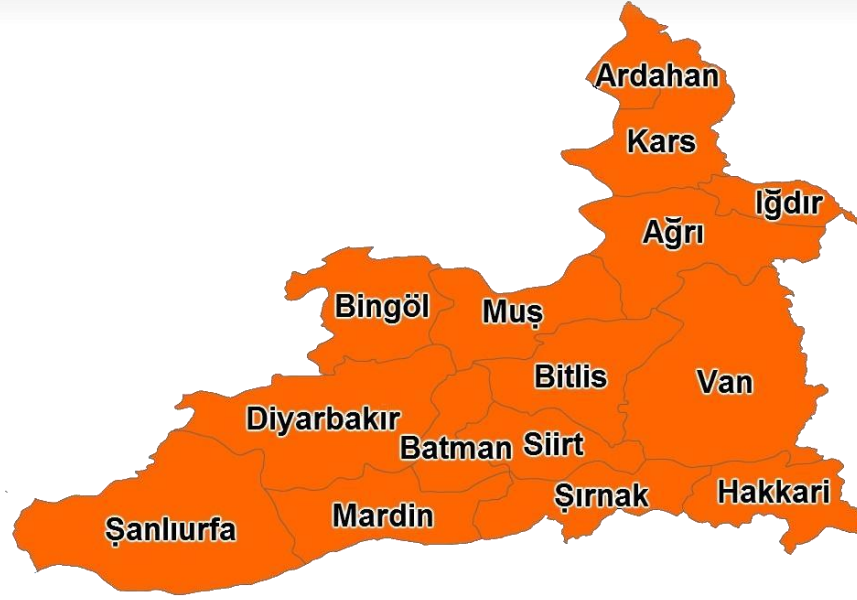 Ardahan
Kars
Iğdır
Ağrı
Bingöl
Muş
Bitlis
Van
Diyarbakır
Batman
Siirt
Şırnak
Hakkari
Mardin
Şanlıurfa